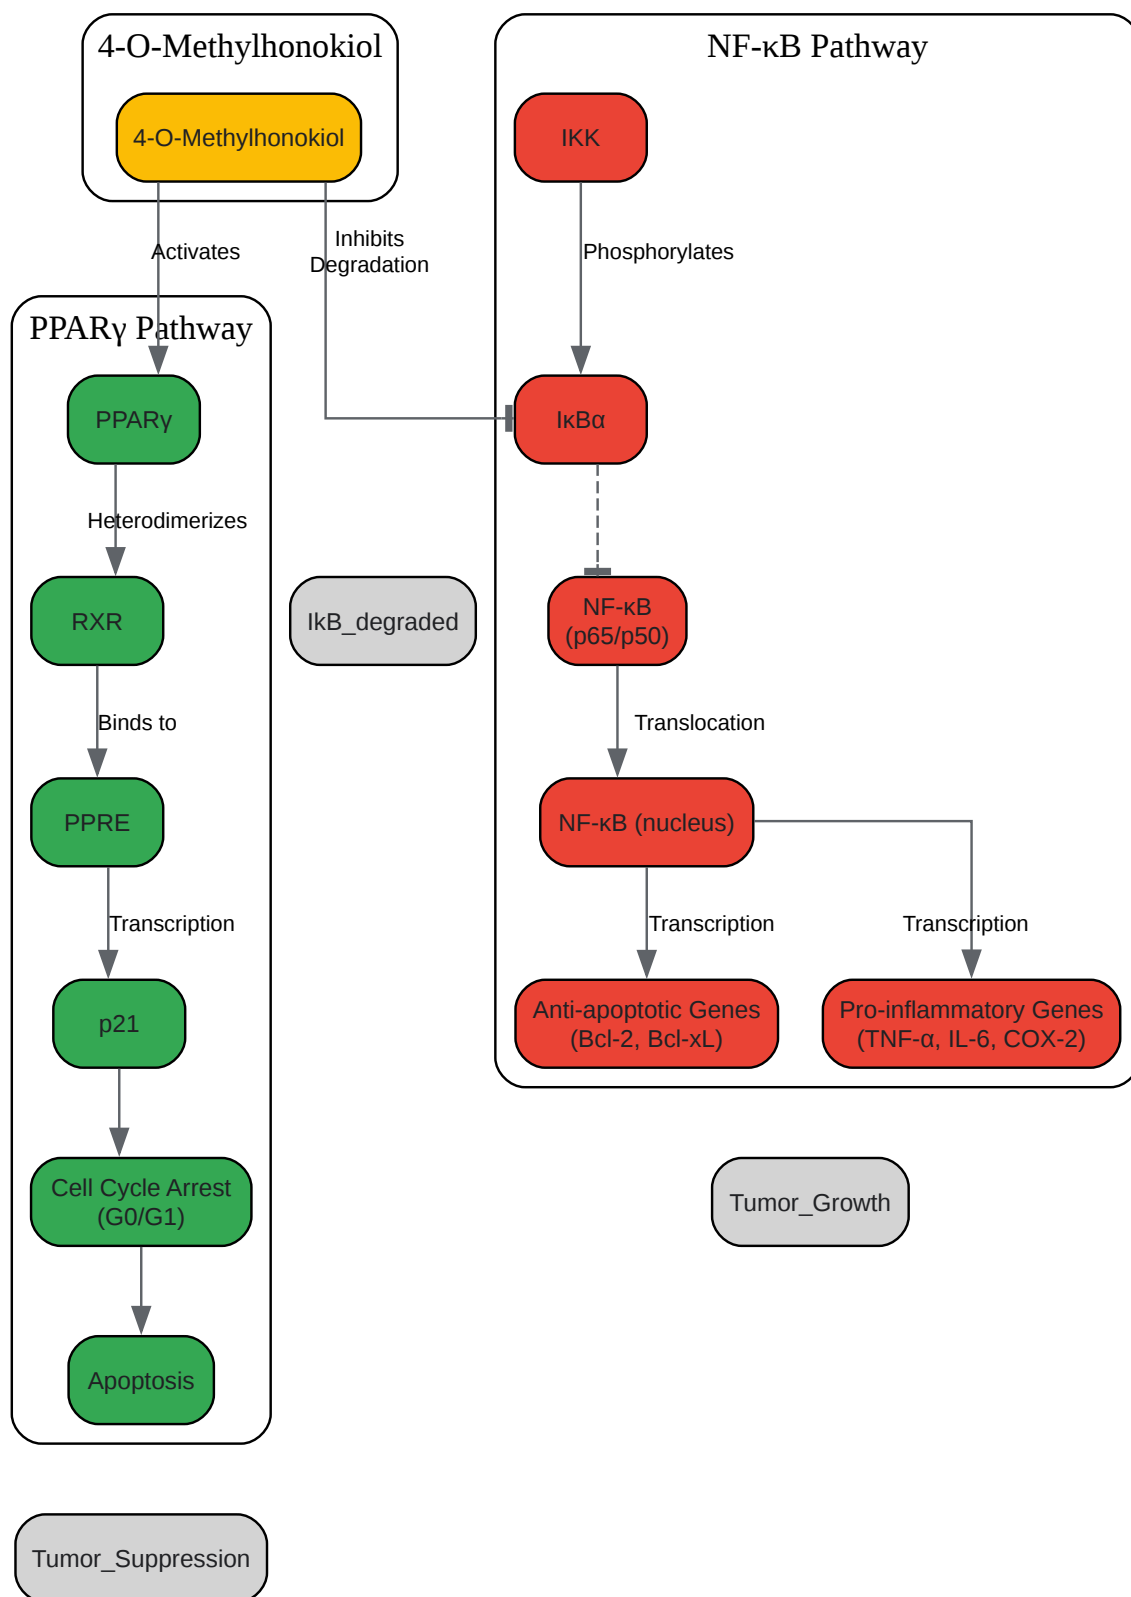 4-O-Methylhonokiol
4-O-Methylhonokiol
Activates
Inhibits
Degradation
PPARγ Pathway
PPARγ
Heterodimerizes
RXR
Binds to
PPRE
Transcription
p21
Cell Cycle Arrest
(G0/G1)
Apoptosis
Tumor_Suppression
IkB_degraded
NF-κB Pathway
IKK
Phosphorylates
IκBα
NF-κB
(p65/p50)
Translocation
NF-κB (nucleus)
Transcription
Transcription
Anti-apoptotic Genes
(Bcl-2, Bcl-xL)
Pro-inflammatory Genes
(TNF-α, IL-6, COX-2)
Tumor_Growth